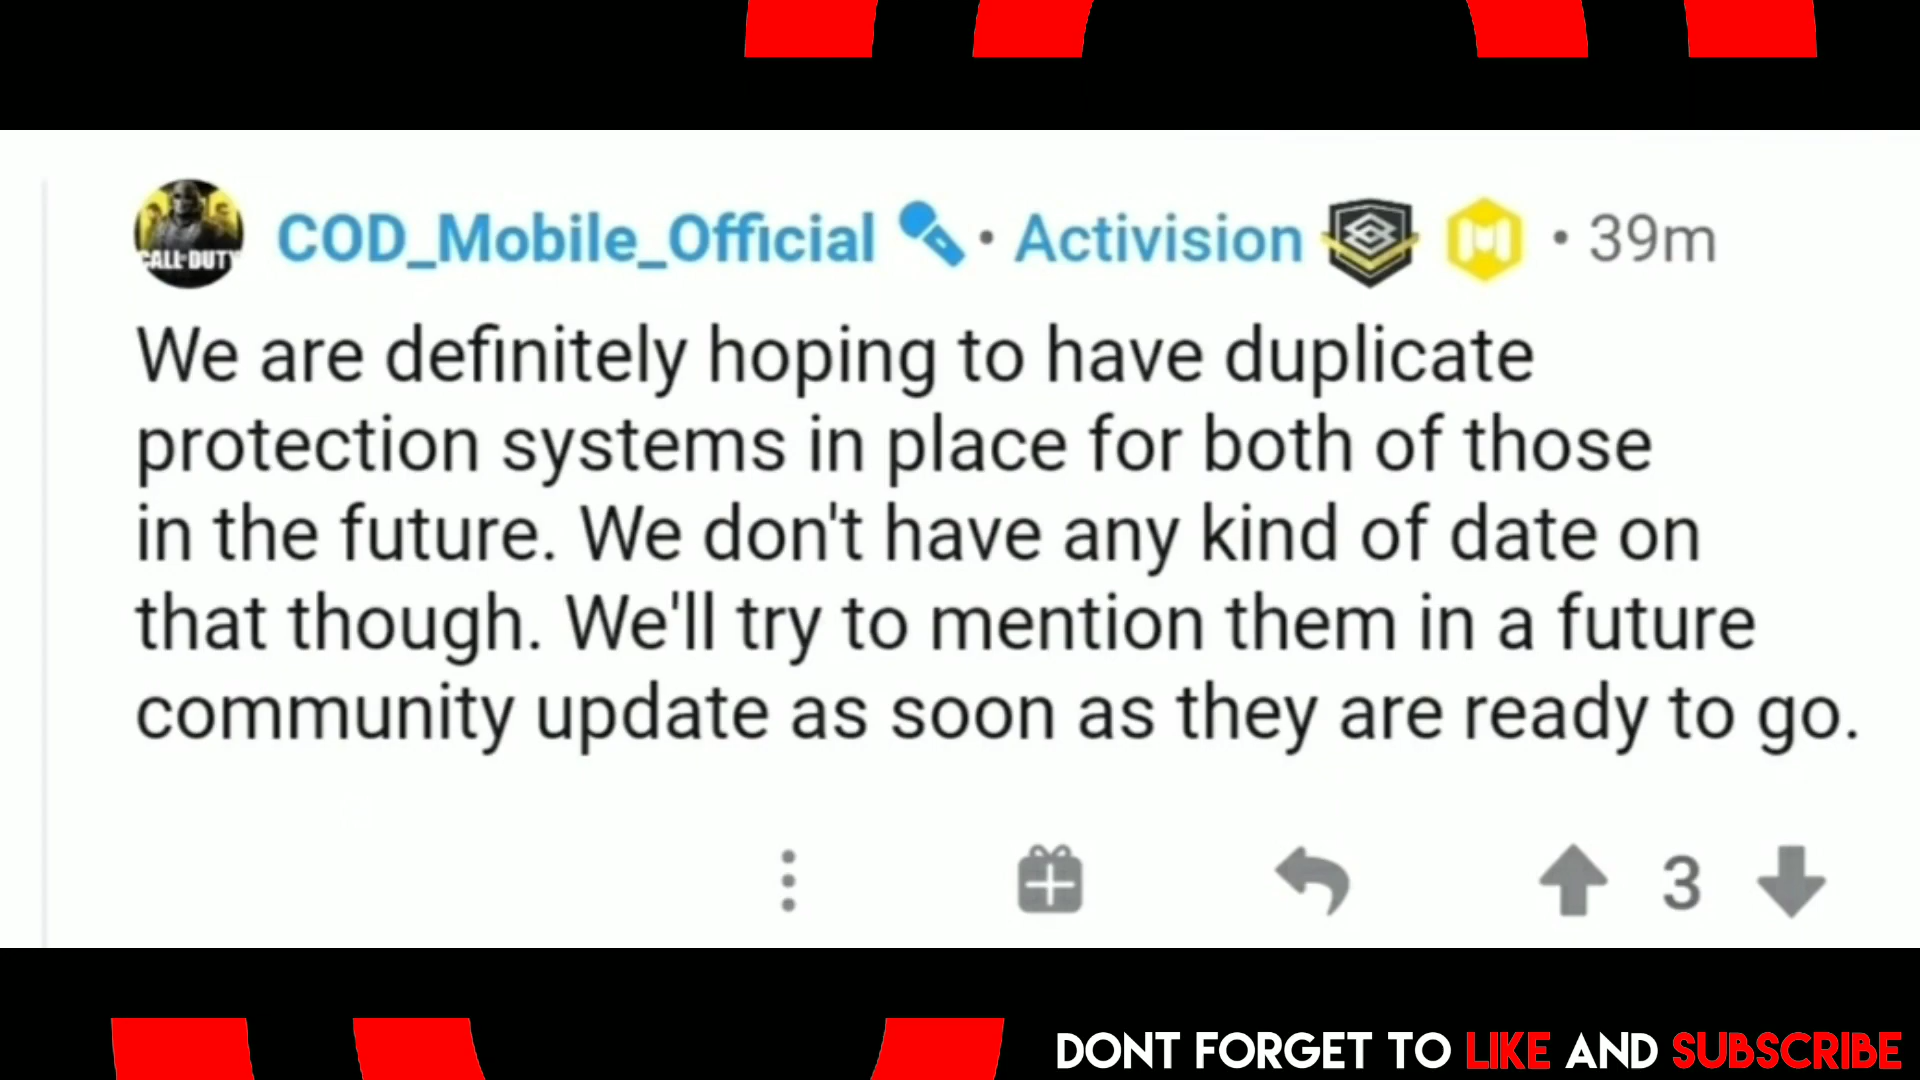 COD_Mobile_Official • Activision • 39m
CALL·DUTY
We are definitely hoping to have duplicate
protection systems in place for both of those
in the future. We don't have any kind of date on
that though. We'll try to mention them in a future
community update as soon as they are ready to go.
3
DONT FORGET TO LIKE AND SUBSCRIBE